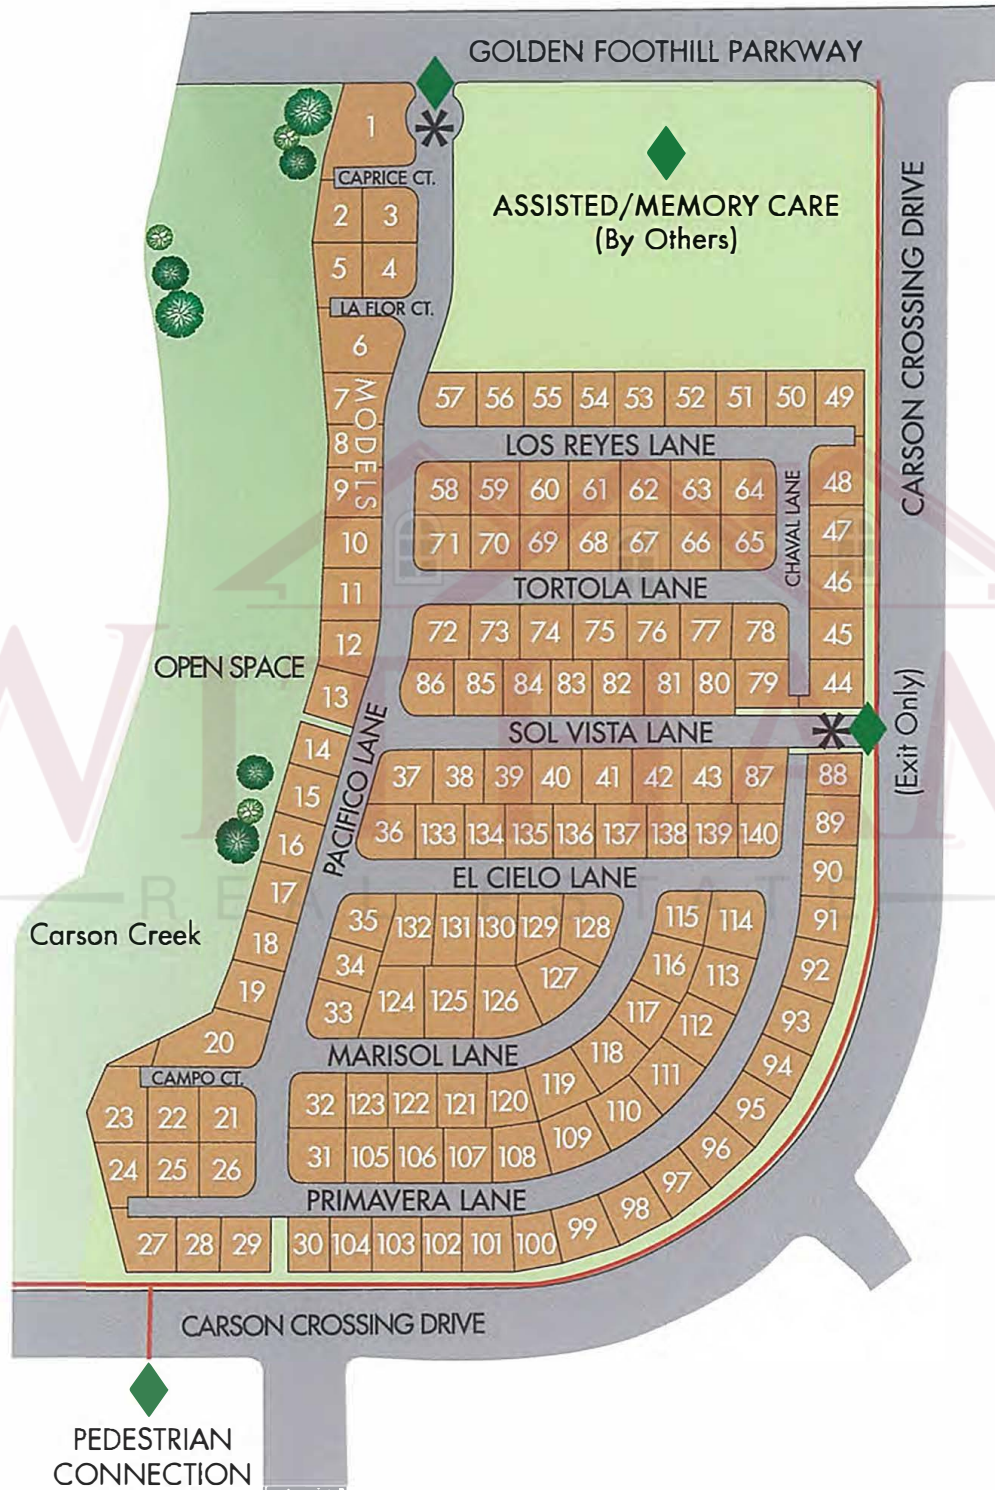 GOLDEN FOOTHILL PARKWAY
1
*
CAPRICE CT.
ASSISTED/MEMORY CARE
(By Others)
CARSON CROSSING DRIVE
2 3
5 4
LA FLOR CT.
6
7
MODELS
8
9
57 56 55 54 53 52 51 50 49
LOS REYES LANE
58 59 60 61 62 63 64
CHAVAL LANE
48
47
46
45
44
10
71 70 69 68 67 66 65
11
TORTOLA LANE
12
72 73 74 75 76 77 78
OPEN SPACE
13
86 85 84 83 82 81 80 79
PACIFICO LANE
SOL VISTA LANE
*
(Exit Only)
14
37 38 39 40 41 42 43 87
88
15
36 133 134 135 136 137 138 139 140
89
16
EL CIELO LANE
90
17
REAL ESTATE
35 132 131 130 129 128
115 114
91
Carson Creek
18
34
127
116 113
92
19
33 124 125 126
117 112
93
20
MARISOL LANE
118 111
94
CAMPO CT.
23 22 21
32 123 122 121 120 119
110
95
24 25 26
31 105 106 107 108 109
96
PRIMAVERA LANE
97
98
27 28 29
30 104 103 102 101 100 99
CARSON CROSSING DRIVE
PEDESTRIAN
CONNECTION